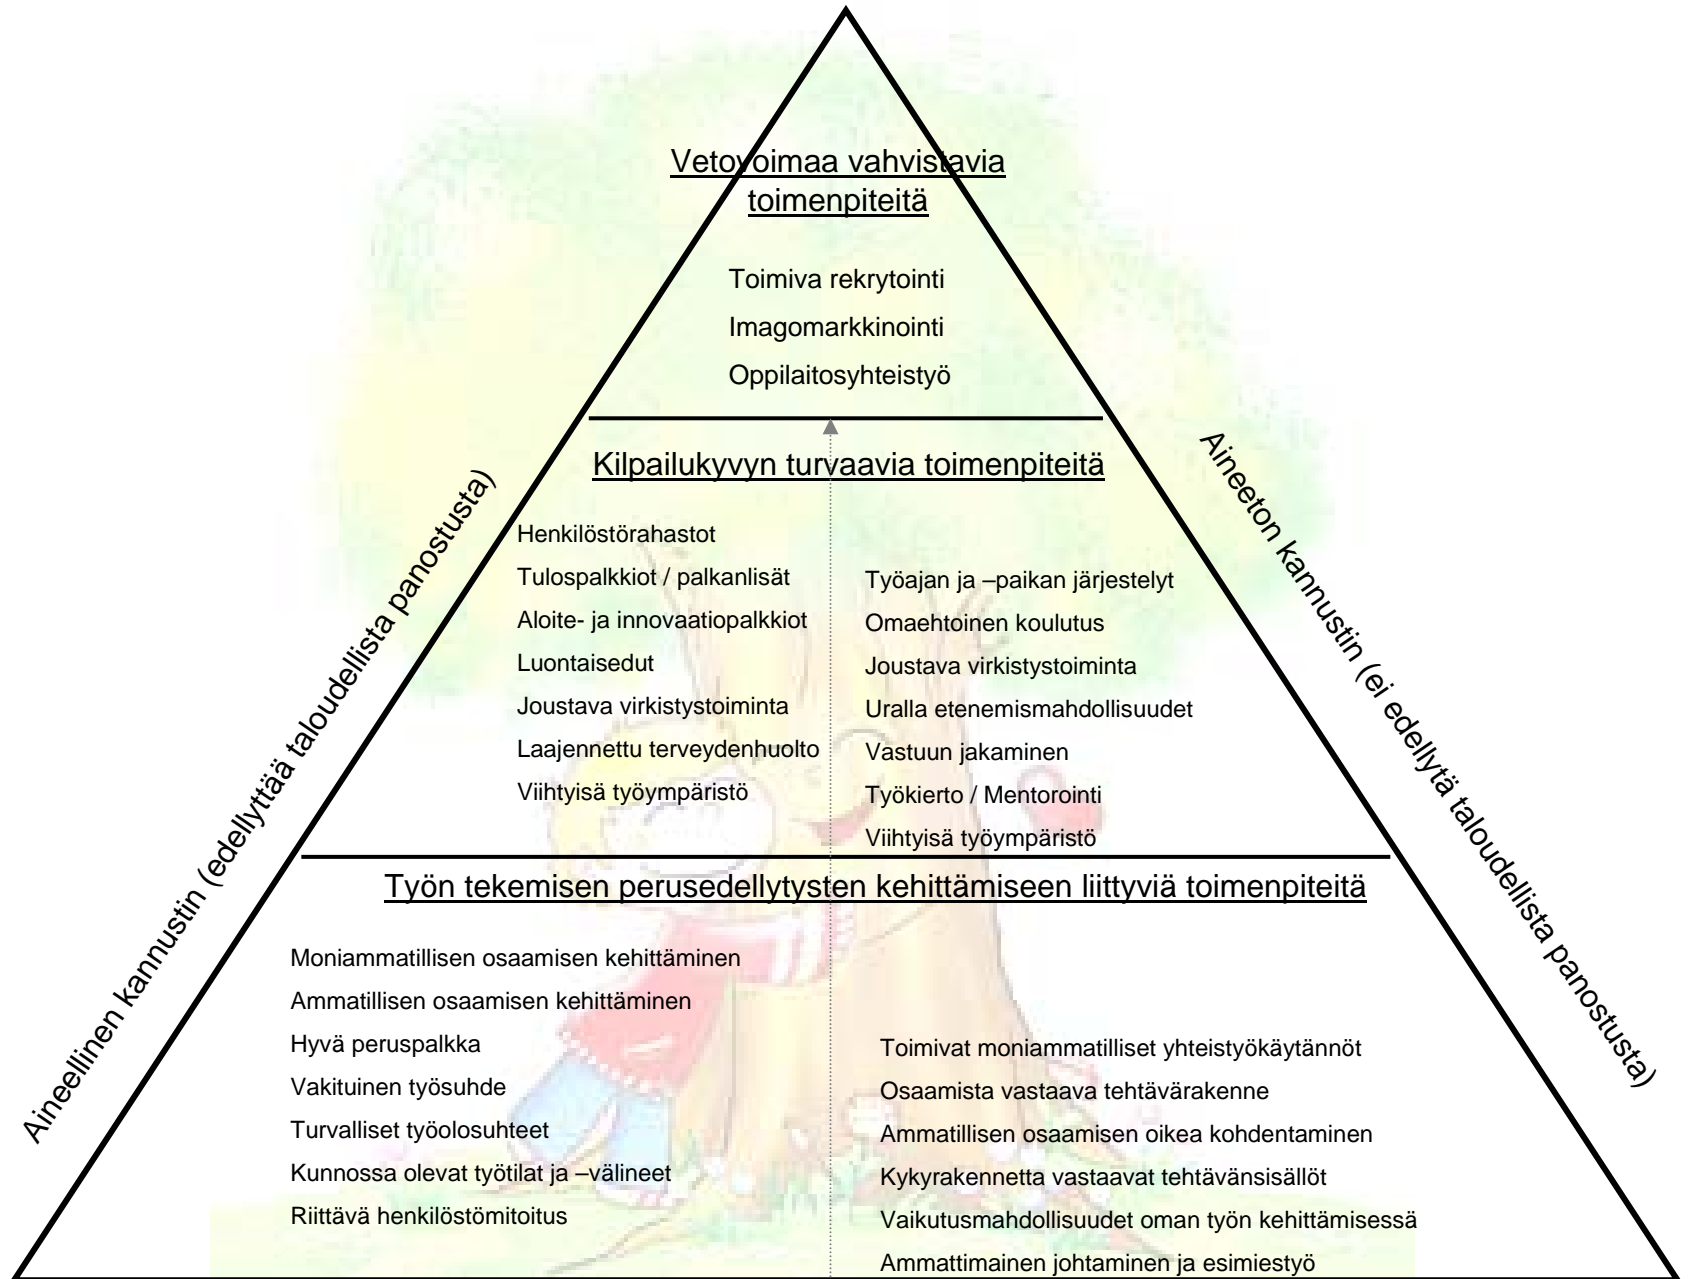 Vetovoimaa vahvistavia
toimenpiteitä
Toimiva rekrytointi
Imagomarkkinointi
Oppilaitosyhteistyö
Kilpailukyvyn turvaavia toimenpiteitä
Aineellinen kannustin (edellyttää taloudellista panostusta)
Henkilöstörahastot
Tulospalkkiot / palkanlisät
Aloite- ja innovaatiopalkkiot
Luontaisedut
Joustava virkistystoiminta
Laajennettu terveydenhuolto
Viihtyisä työympäristö
Työajan ja –paikan järjestelyt
Omaehtoinen koulutus
Joustava virkistystoiminta
Uralla etenemismahdollisuudet
Vastuun jakaminen
Työkierto / Mentorointi
Viihtyisä työympäristö
Aineeton kannustin (ei edellytä taloudellista panostusta)
Työn tekemisen perusedellytysten kehittämiseen liittyviä toimenpiteitä
Moniammatillisen osaamisen kehittäminen
Ammatillisen osaamisen kehittäminen
Hyvä peruspalkka
Vakituinen työsuhde
Turvalliset työolosuhteet
Kunnossa olevat työtilat ja –välineet
Riittävä henkilöstömitoitus
Toimivat moniammatilliset yhteistyökäytännöt
Osaamista vastaava tehtävärakenne
Ammatillisen osaamisen oikea kohdentaminen
Kykyrakennetta vastaavat tehtävänsisällöt
Vaikutusmahdollisuudet oman työn kehittämisessä
Ammattimainen johtaminen ja esimiestyö